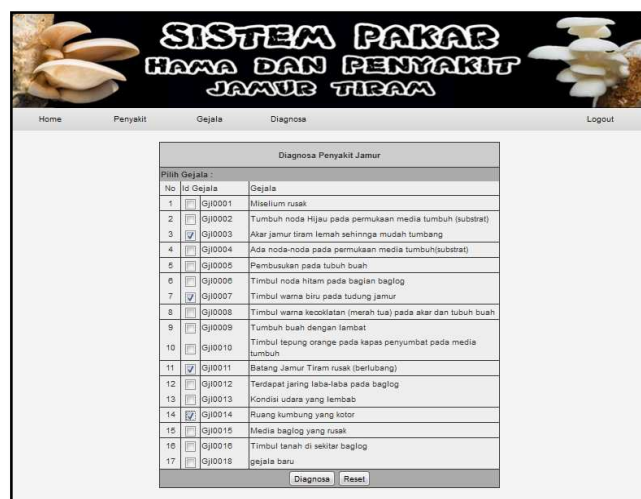 SISTEM PAKAR
HAMA DAN PENYAKIT
JAMUR TIRAM
Home Penyakit Gejala Diagnosa Logout
Diagnosa Penyakit Jamur
Pilih Gejala :
No Id Gejala Gejala
1 Gjl0001 Miselium rusak
2 Gjl0002 Tumbuh noda Hijau pada permukaan media tumbuh (substrat)
3 Gjl0003 Akar jamur tiram lemah sehinnga mudah tumbang
4 Gjl0004 Ada noda-noda pada permukaan media tumbuh(substrat)
5 Gjl0005 Pembusukan pada tubuh buah
6 Gjl0006 Timbul noda hitam pada bagian baglog
7 Gjl0007 Timbul warna biru pada tudung jamur
8 Gjl0008 Timbul warna kecoklatan (merah tua) pada akar dan tubuh buah
9 Gjl0009 Tumbuh buah dengan lambat
10 Gjl0010 Timbul tepung orange pada kapas penyumbat pada media
tumbuh
11 Gjl0011 Batang Jamur Tiram rusak (berlubang)
12 Gjl0012 Terdapat jaring laba-laba pada baglog
13 Gjl0013 Kondisi udara yang lembab
14 Gjl0014 Ruang kumbung yang kotor
15 Gjl0015 Media baglog yang rusak
16 Gjl0016 Timbul tanah di sekitar baglog
17 Gjl0018 gejala baru
Diagnosa Reset